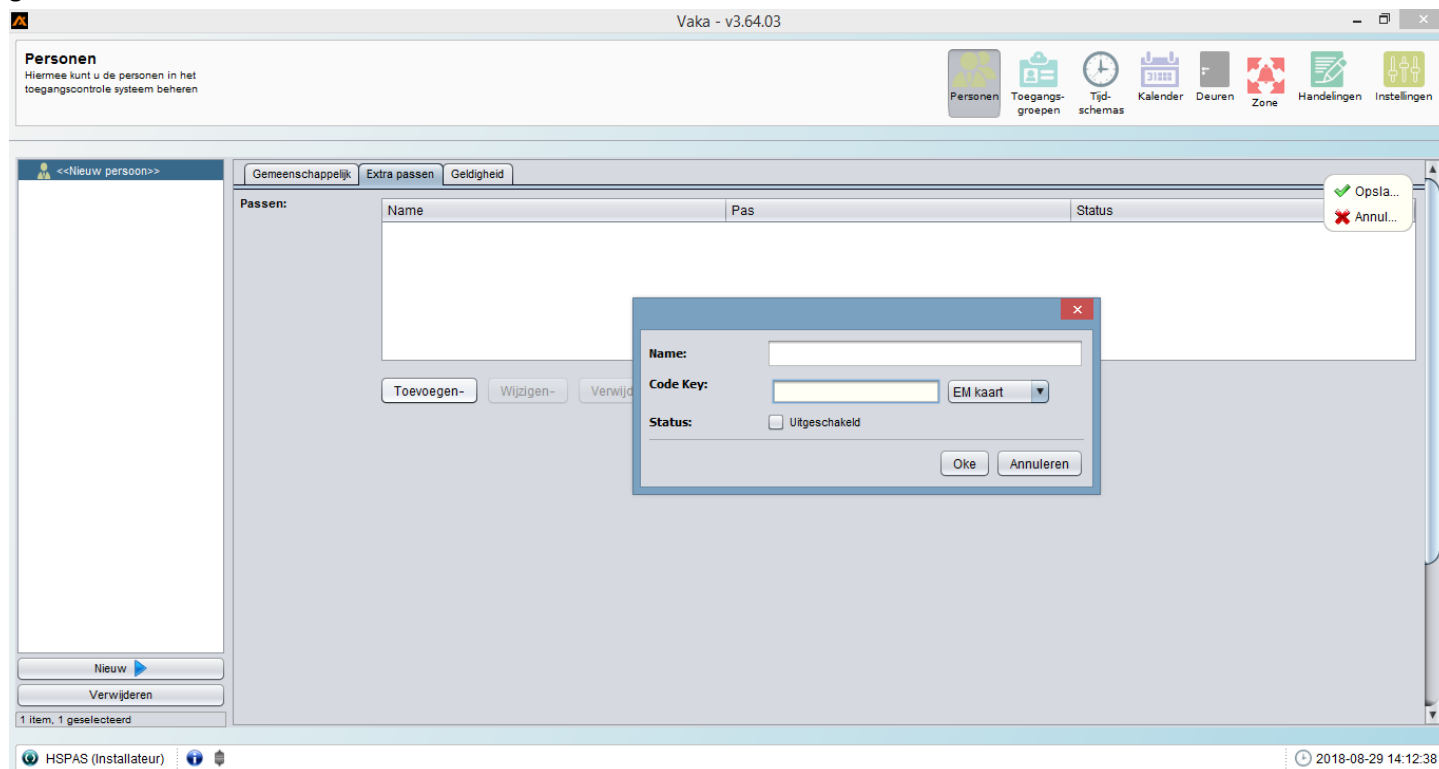 Vaka - v3.64.03
Personen
Hiermee kunt u de personen in het
toegangscontrole systeem beheren
Personen
Toegangs-
groepen
Tijd-
schemas
Kalender
Deuren
Zone
Handelingen
Instellingen
<<Nieuw persoon>>
Gemeenschappelijk
Extra passen
Geldigheid
Opsla...
Annul...
Passen:
Name
Pas
Status
Name:
Code Key:
EM kaart
Status:
Uitgeschakeld
Oke
Annuleren
Toevoegen-
Wijzigen-
Verwijd
Nieuw
Verwijderen
1 item, 1 geselecteerd
HSPAS (Installateur)
2018-08-29 14:12:38